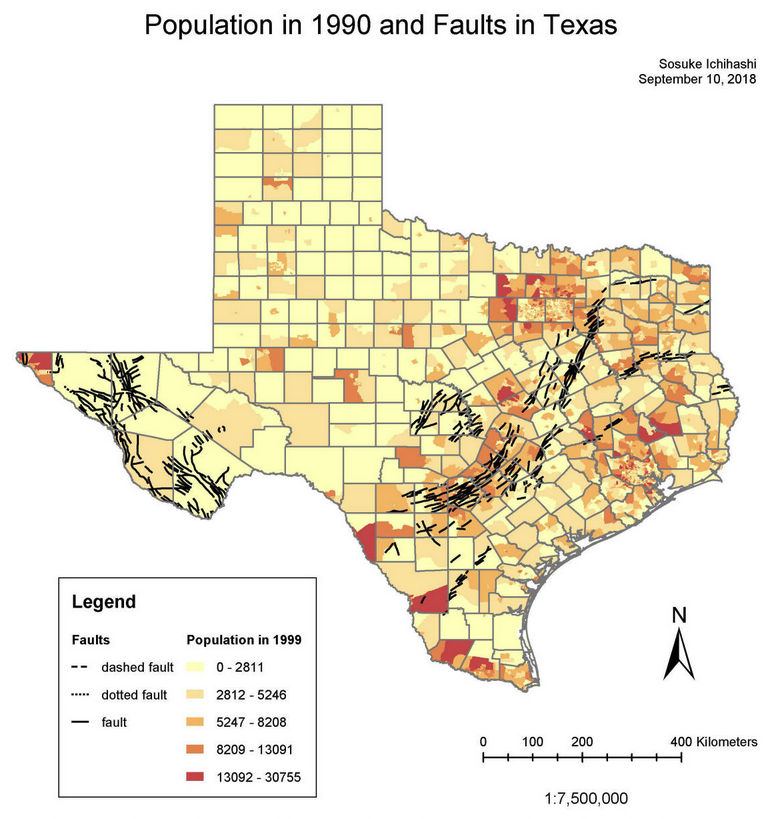 Population in 1990 and Faults in Texas
Sosuke Ichihashi
September 10, 2018
Legend
Faults
dashed fault
dotted fault
fault
Population in 1999
0 - 2811
2812 - 5246
5247 - 8208
8209 - 13091
13092 - 30755
N
0 100 200 400 Kilometers
1:7,500,000